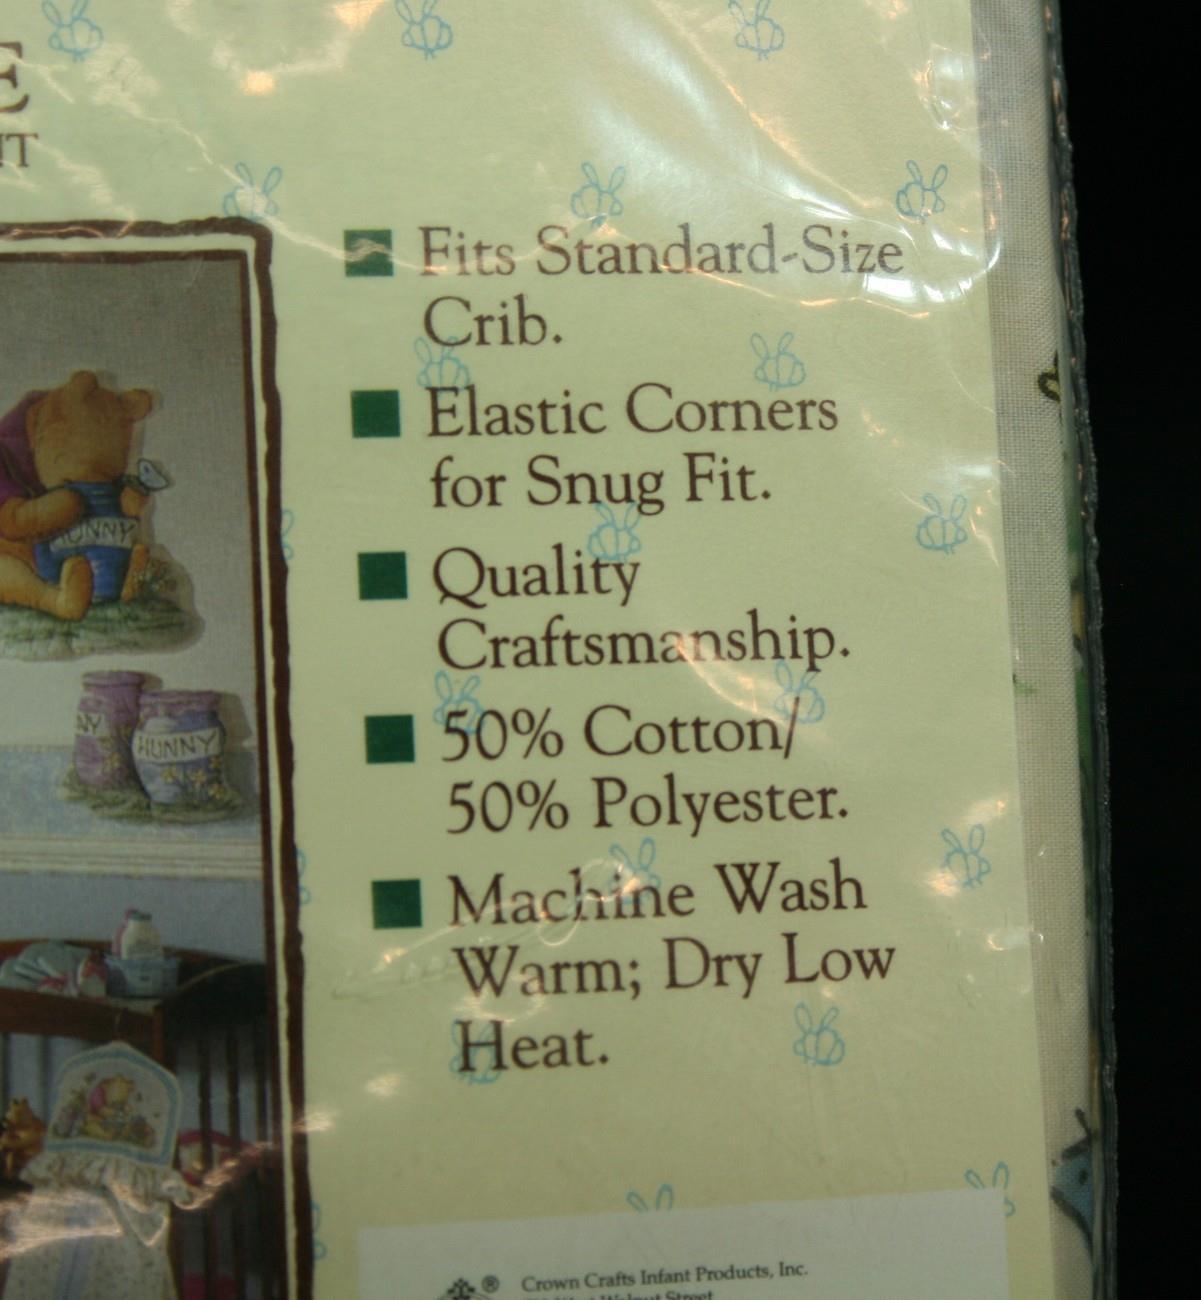 Fits Standard-Size
Crib.
Elastic Corners
for Snug Fit.
Quality
Craftsmanship.
50% Cotton/
50% Polyester.
Machine Wash
Warm; Dry Low
Heat.
HUNNY
HUNNY
® Crown Crafts Infant Products, Inc.